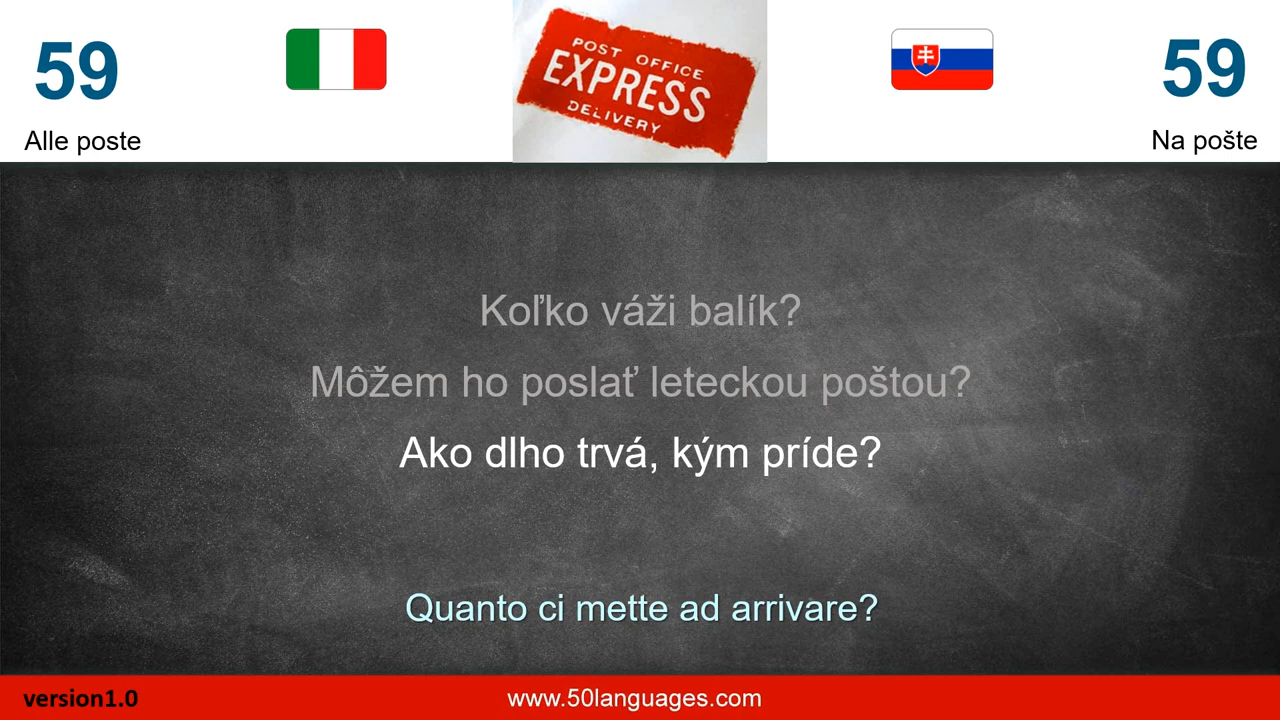 59
59
Alle poste
Na pošte
POST OFFICE
EXPRESS
DELIVERY
Koľko váži balík?
Môžem ho poslať leteckou poštou?
Ako dlho trvá, kým príde?
Quanto ci mette ad arrivare?
version1.0
www.50languages.com